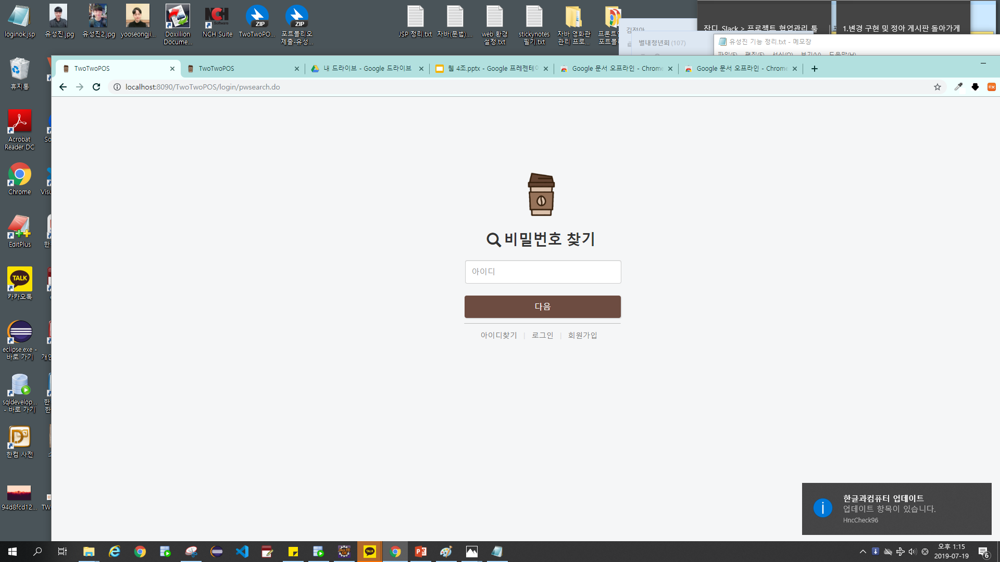 loginok.jsp
유성진.jpg
유성진2.jpg
yooseongji...
Doxillion
Docume...
NCH Suite
TwoTwoPO...
포트폴리오
제출-유성...
JSP 정리.txt
자바(문법)....
web 환경
설정.txt
stickynotes
필기.txt
자바 영화관
관리 프로...
별내청년회 (107)
잔디, Slack > 프로젝트 협업관리 툴
1.변경 구현 및 정아 게시판 돌아가게
유성진 기능 정리.txt - 메모장
TwoTwoPOS
TwoTwoPOS
내 드라이브 - Google 드라이브
웹 4조.pptx - Google 프레젠테이
Google 문서 오프라인 - Chrome
Google 문서 오프라인 - Chrome
localhost:8090/TwoTwoPOS/login/pwsearch.do
휴지통
Acrobat
Reader DC
Chrome
EditPlus
TALK
카카오톡
eclipse.exe -
바로 가기
sqldevelop...
- 바로 가기
한컴 사전
94d8fcd12...
비밀번호 찾기
아이디
다음
아이디찾기 | 로그인 | 회원가입
한글과컴퓨터 업데이트
업데이트 항목이 있습니다.
HncCheck96
오후 1:15
2019-07-19
6